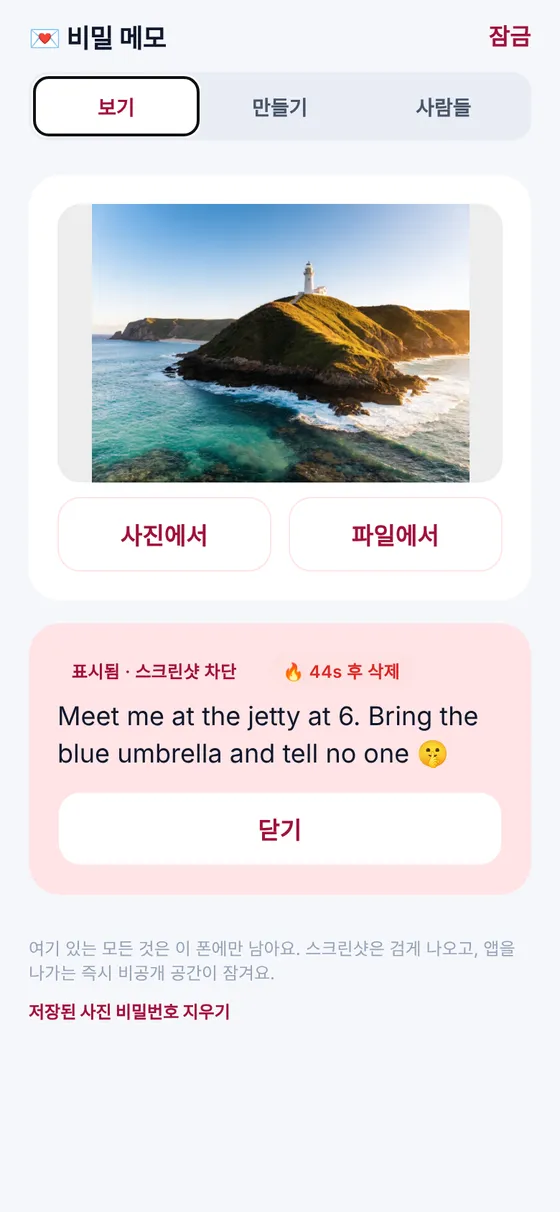 💌 비밀 메모
잠금
보기
만들기
사람들
사진에서
파일에서
표시됨 · 스크린샷 차단
🔥 44s 후 삭제
Meet me at the jetty at 6. Bring the
blue umbrella and tell no one 🤫
닫기
여기 있는 모든 것은 이 폰에만 남아요. 스크린샷은 검게 나오고, 앱을
나가는 즉시 비공개 공간이 잠겨요.
저장된 사진 비밀번호 지우기